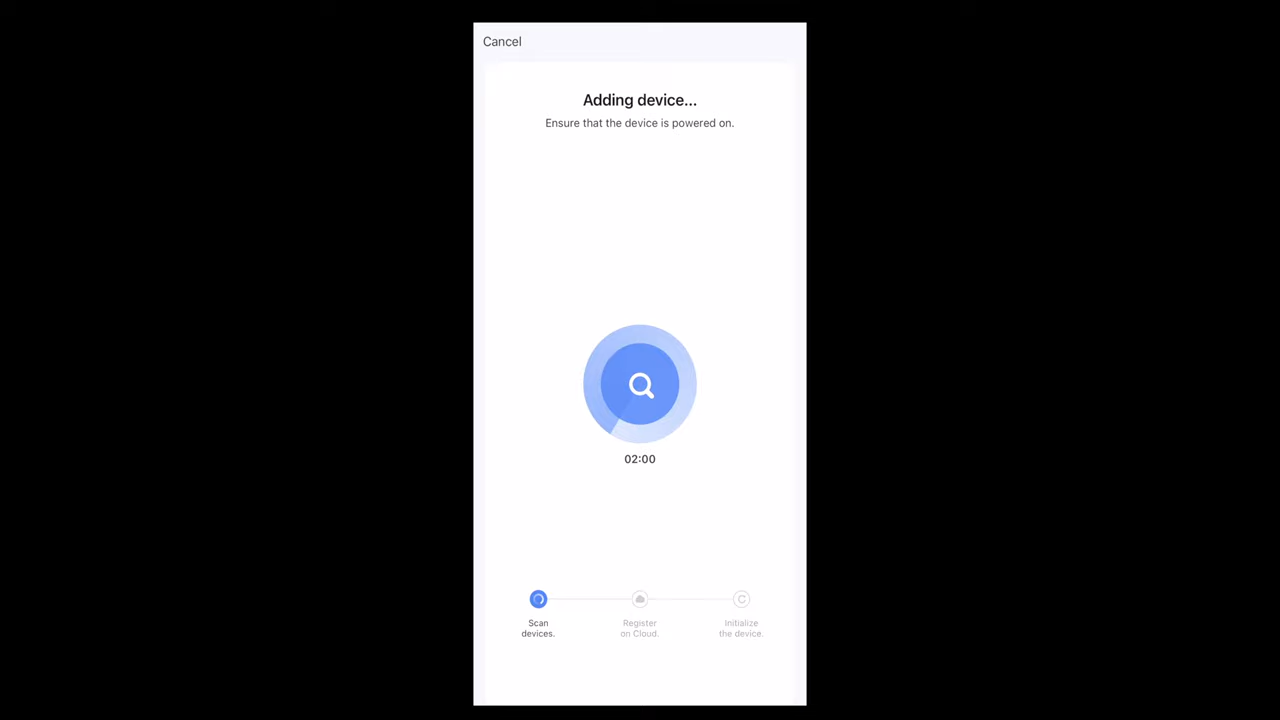 Cancel
Adding device...
Ensure that the device is powered on.
02:00
Scan
devices.
Register
on Cloud.
Initialize
the device.